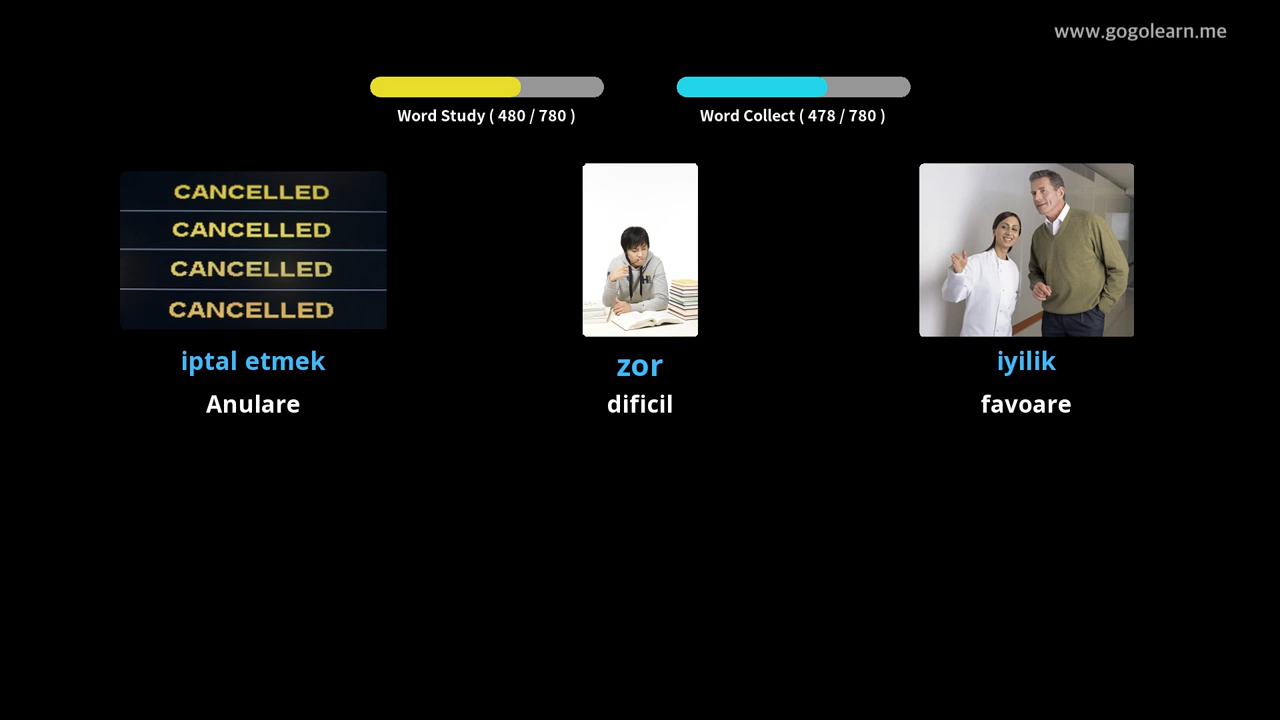 www.gogolearn.me
Word Study ( 480 / 780 )
Word Collect ( 478 / 780 )
CANCELLED
CANCELLED
CANCELLED
CANCELLED
iptal etmek
zor
iyilik
Anulare
dificil
favoare